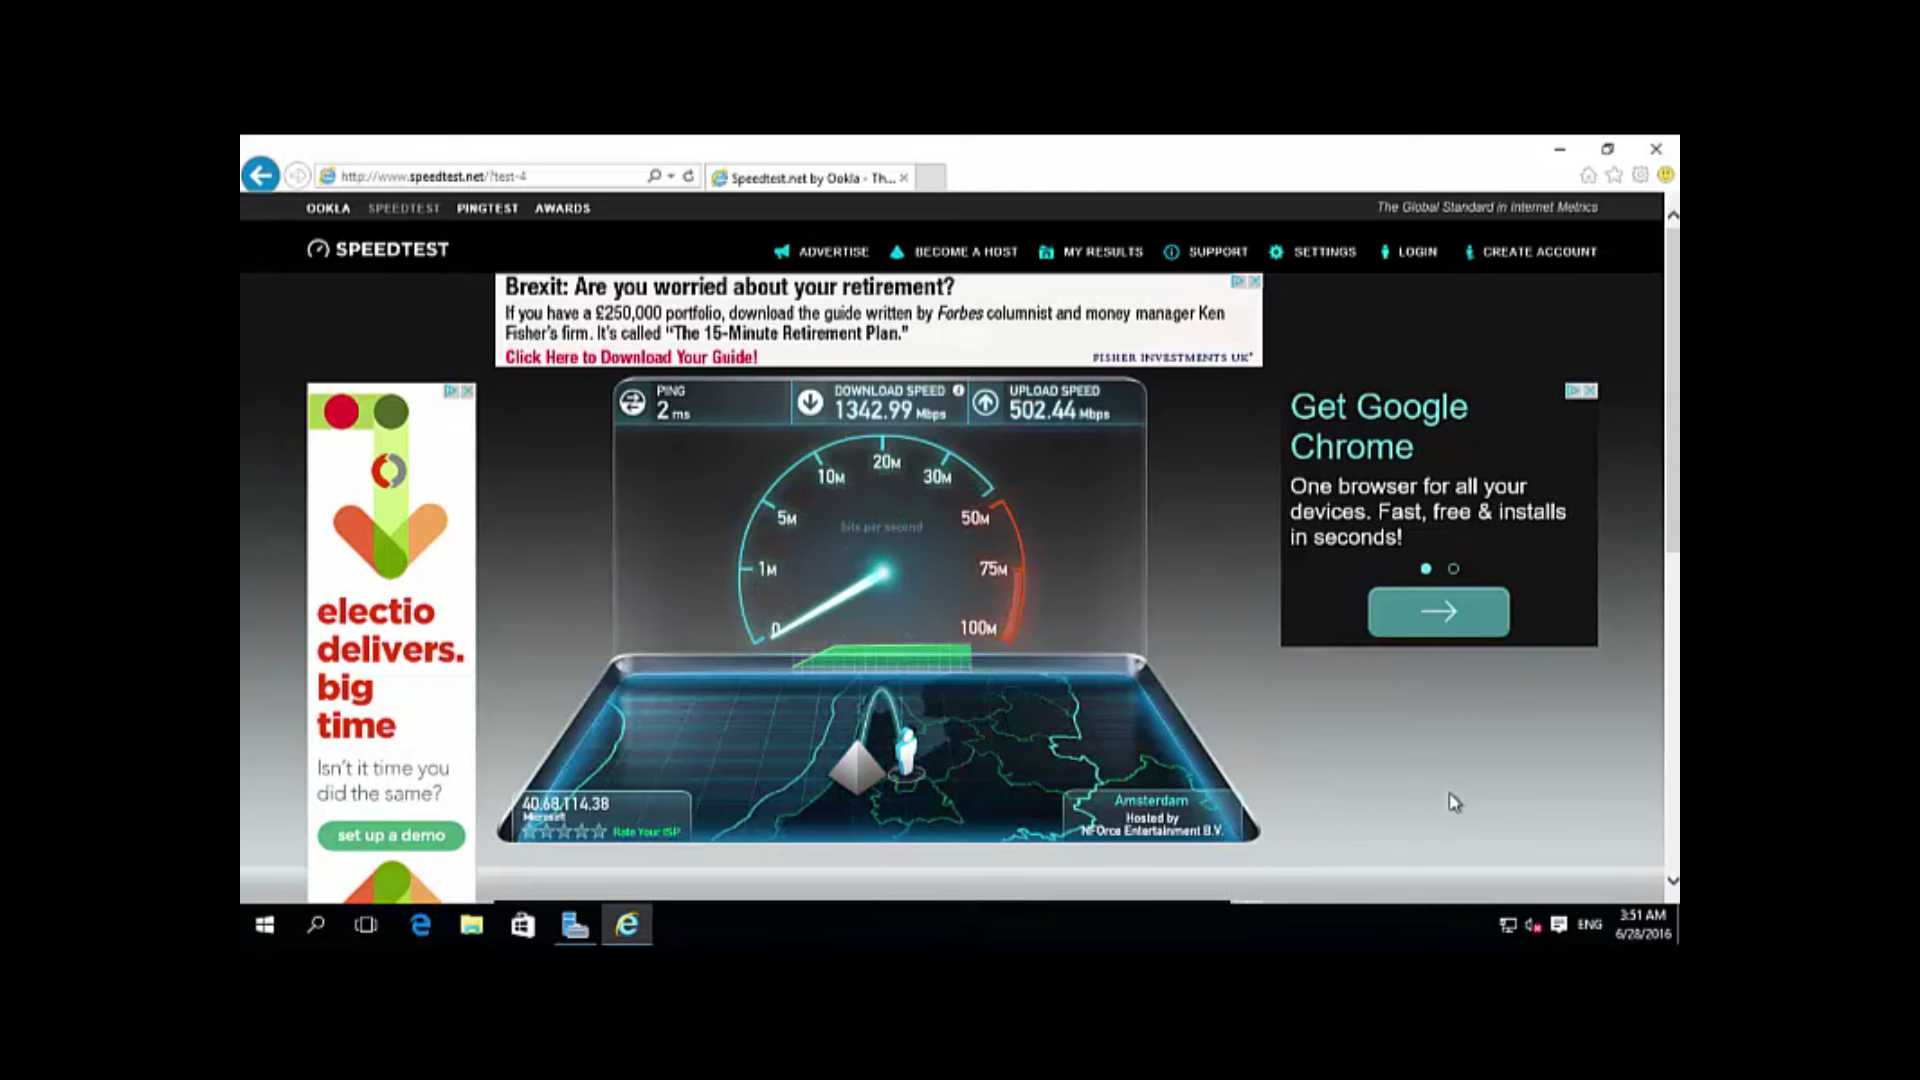 http://www.speedtest.net/?test-4
Speedtest.net by Ookla - Th...
OOKLA SPEEDTEST PINGTEST AWARDS
The Global Standard in Internet Metrics
SPEEDTEST
ADVERTISE BECOME A HOST MY RESULTS SUPPORT SETTINGS LOGIN CREATE ACCOUNT
Brexit: Are you worried about your retirement?
If you have a £250,000 portfolio, download the guide written by Forbes columnist and money manager Ken
Fisher's firm. It's called "The 15-Minute Retirement Plan."
Click Here to Download Your Guide!
FISHER INVESTMENTS UK®
PING
2 ms
DOWNLOAD SPEED
1342.99 Mbps
UPLOAD SPEED
502.44 Mbps
20M
10M
30M
5M
50M
bits per second
1M
75M
0
100M
electio
delivers.
big
time
Isn't it time you
did the same?
set up a demo
Get Google
Chrome
One browser for all your
devices. Fast, free & installs
in seconds!
40.68.114.38
Microsoft
Rate Your ISP
Amsterdam
Hosted by
NFOrce Entertainment B.V.
ENG
3:51 AM
6/28/2016